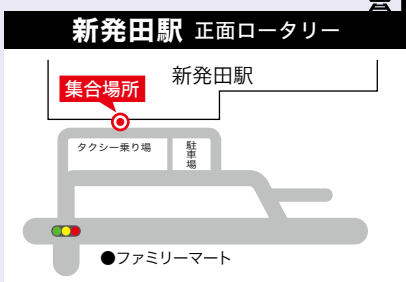 新発田駅 正面ロータリー
新発田駅
集合場所
タクシー乗り場
駐車場
●ファミリーマート